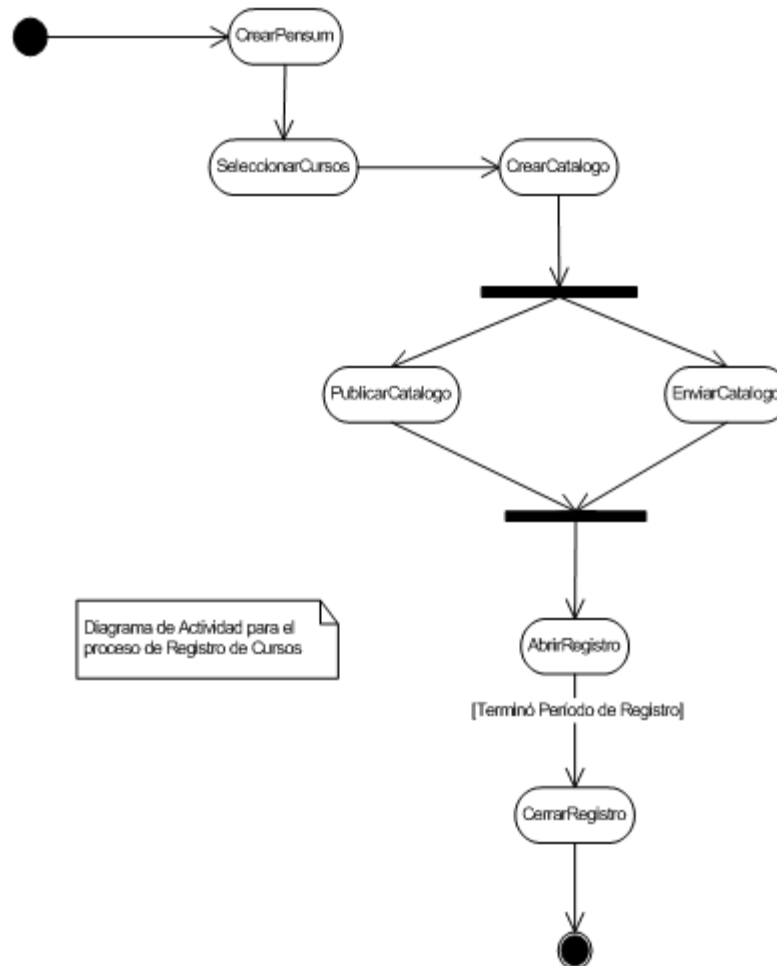 CrearPensum
SeleccionarCursos
CrearCatalogo
PublicarCatalogo
EnviarCatalogo
Diagrama de Actividad para el
proceso de Registro de Cursos
AbrirRegistro
[Terminó Período de Registro]
CerrarRegistro